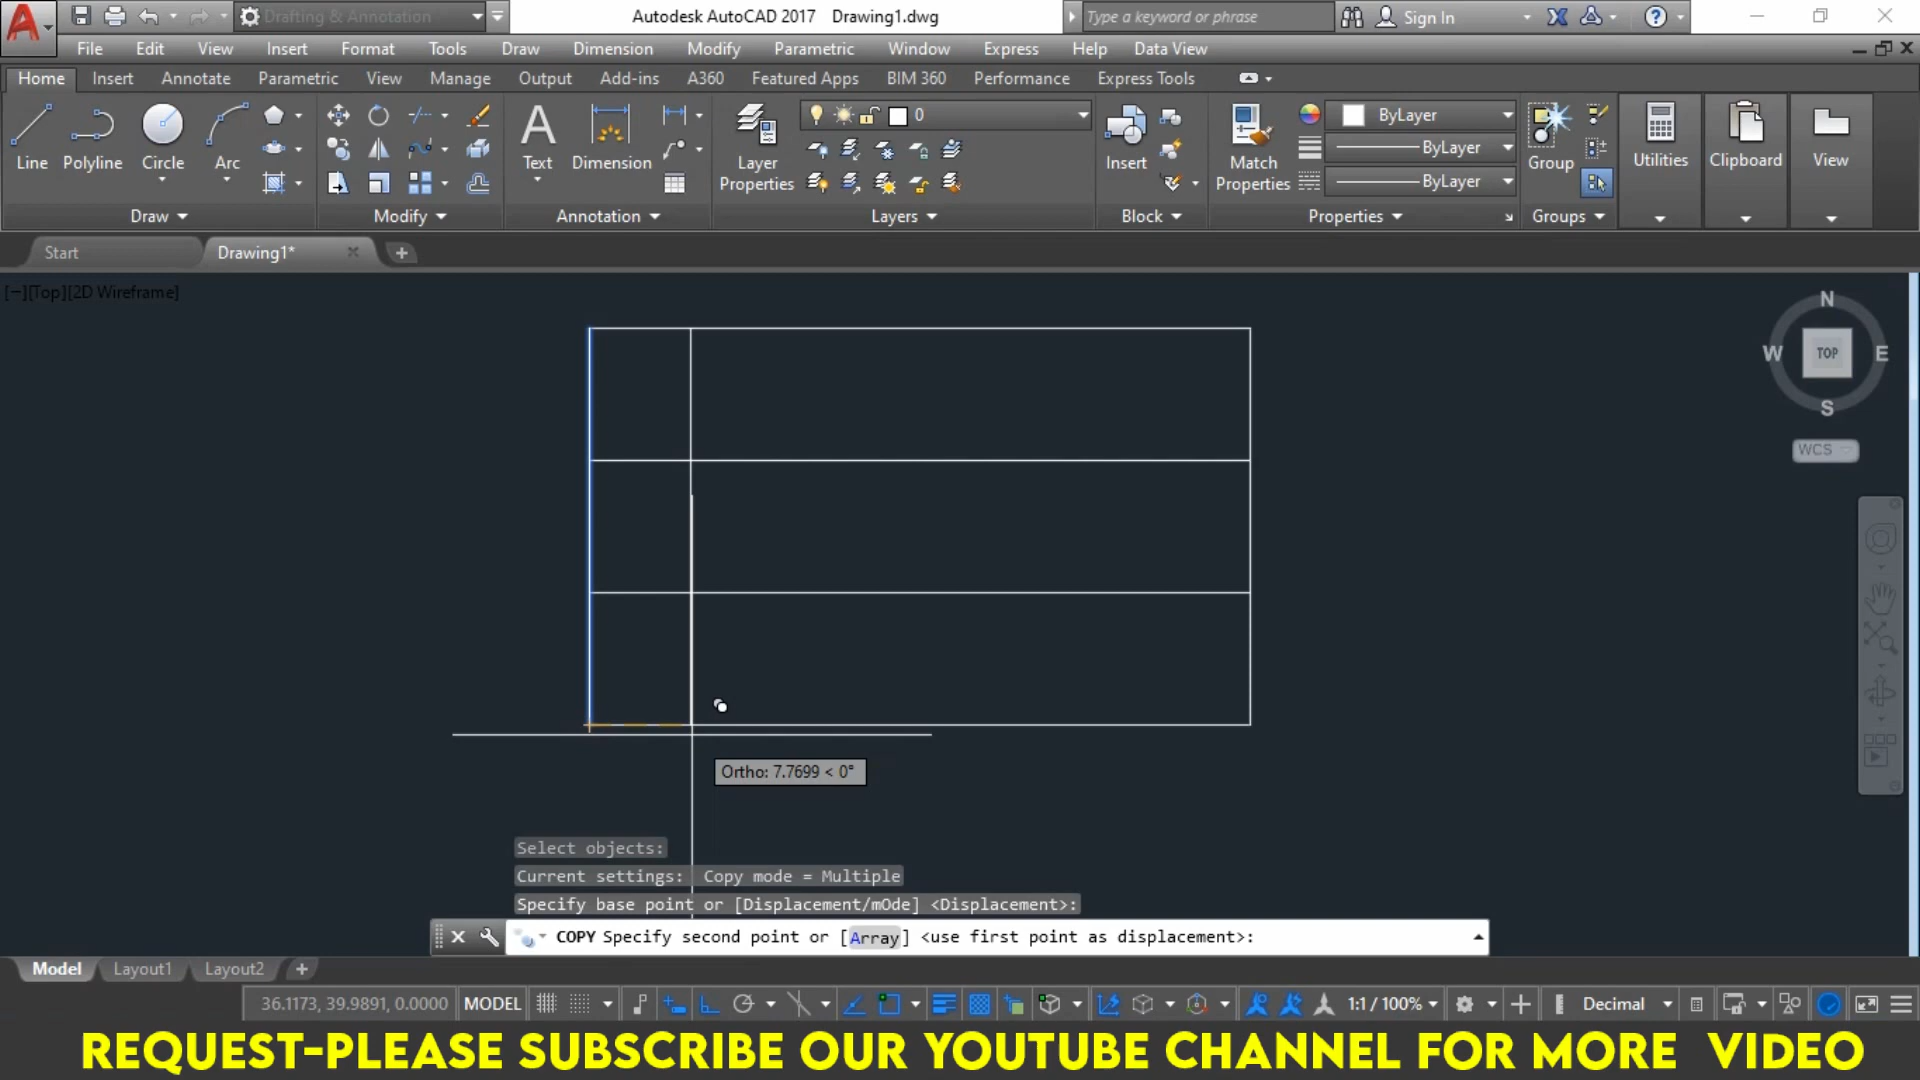 Drafting & Annotation
Autodesk AutoCAD 2017 Drawing1.dwg
Type a keyword or phrase
Sign In
File Edit View Insert Format Tools Draw Dimension Modify Parametric Window Express Help Data View
Home Insert Annotate Parametric View Manage Output Add-ins A360 Featured Apps BIM 360 Performance Express Tools
Line Polyline Circle Arc
Text Dimension
Layer Properties
0
Insert
Match Properties
ByLayer
ByLayer
ByLayer
Group
Utilities Clipboard View
Draw Modify Annotation Layers Block Properties Groups
Start Drawing1*
[−][Top][2D Wireframe]
N
W TOP E
S
WCS
Ortho: 7.7699 < 0°
Select objects:
Current settings: Copy mode = Multiple
Specify base point or [Displacement/mOde] <Displacement>:
COPY Specify second point or [Array] <use first point as displacement>:
Model Layout1 Layout2
36.1173, 39.9891, 0.0000 MODEL 1:1 / 100% Decimal
REQUEST-PLEASE SUBSCRIBE OUR YOUTUBE CHANNEL FOR MORE VIDEO